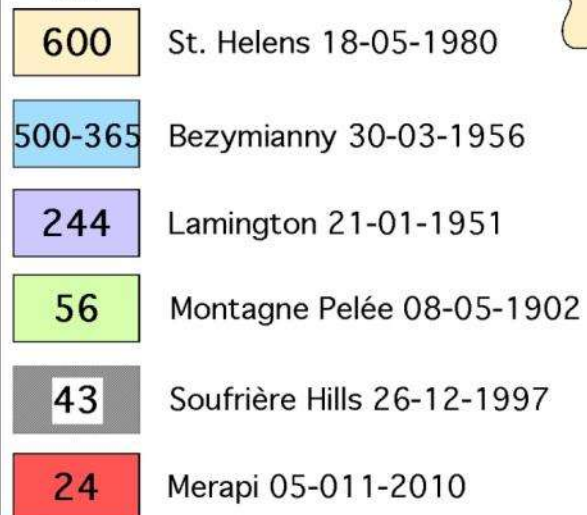 600 St. Helens 18-05-1980
500-365 Bezymianny 30-03-1956
244 Lamington 21-01-1951
56 Montagne Pelée 08-05-1902
43 Soufrière Hills 26-12-1997
24 Merapi 05-011-2010